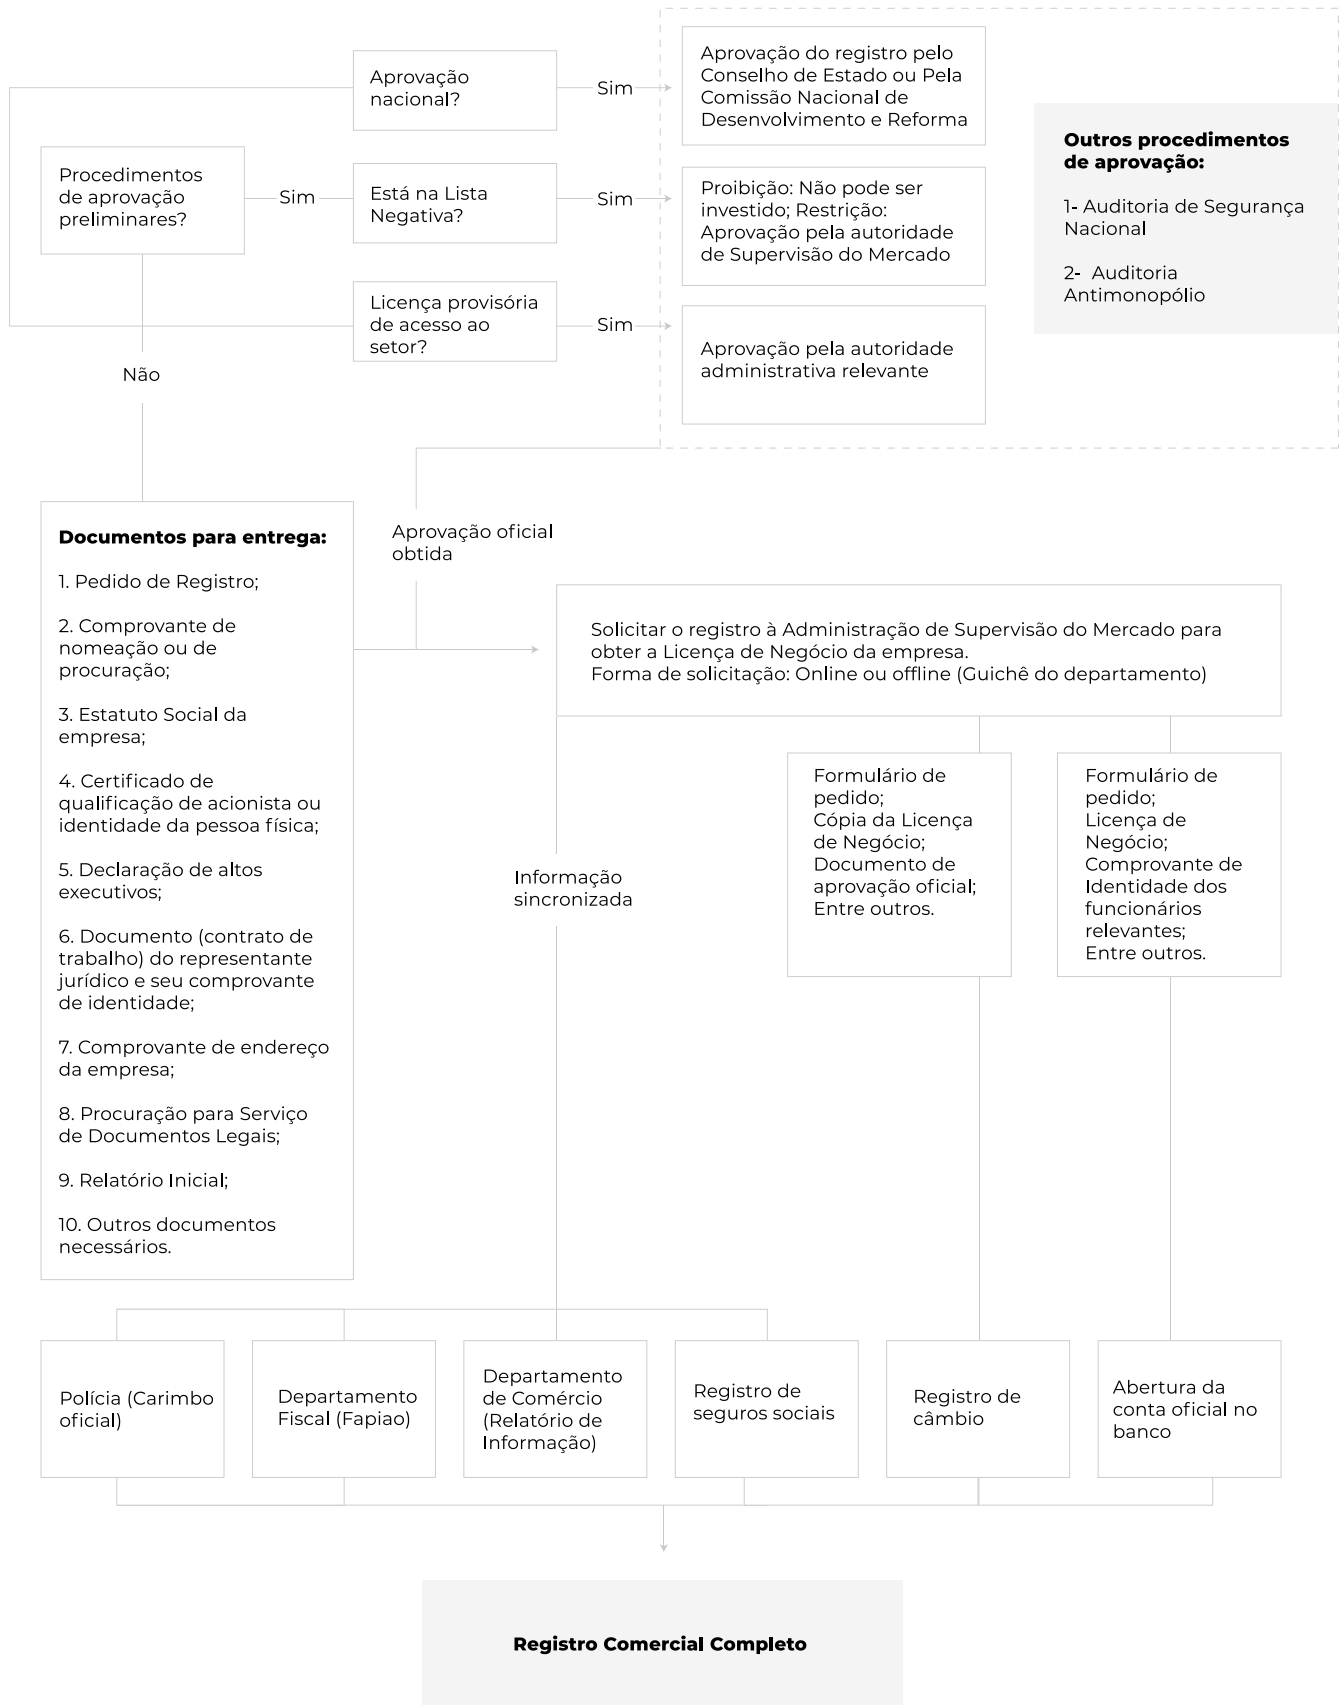 Aprovação
nacional?
Sim
Aprovação do registro pelo
Conselho de Estado ou Pela
Comissão Nacional de
Desenvolvimento e Reforma
Outros procedimentos
de aprovação:
1- Auditoria de Segurança
Nacional
2- Auditoria
Antimonopólio
Procedimentos
de aprovação
preliminares?
Sim
Está na Lista
Negativa?
Sim
Proibição: Não pode ser
investido; Restrição:
Aprovação pela autoridade
de Supervisão do Mercado
Licença provisória
de acesso ao
setor?
Sim
Aprovação pela autoridade
administrativa relevante
Não
Documentos para entrega:
1. Pedido de Registro;
2. Comprovante de
nomeação ou de
procuração;
3. Estatuto Social da
empresa;
4. Certificado de
qualificação de acionista ou
identidade da pessoa física;
5. Declaração de altos
executivos;
6. Documento (contrato de
trabalho) do representante
jurídico e seu comprovante
de identidade;
7. Comprovante de endereço
da empresa;
8. Procuração para Serviço
de Documentos Legais;
9. Relatório Inicial;
10. Outros documentos
necessários.
Aprovação oficial
obtida
Solicitar o registro à Administração de Supervisão do Mercado para
obter a Licença de Negócio da empresa.
Forma de solicitação: Online ou offline (Guichê do departamento)
Informação
sincronizada
Formulário de
pedido;
Cópia da Licença
de Negócio;
Documento de
aprovação oficial;
Entre outros.
Formulário de
pedido;
Licença de
Negócio;
Comprovante de
Identidade dos
funcionários
relevantes;
Entre outros.
Polícia (Carimbo
oficial)
Departamento
Fiscal (Fapiao)
Departamento
de Comércio
(Relatório de
Informação)
Registro de
seguros sociais
Registro de
câmbio
Abertura da
conta oficial no
banco
Registro Comercial Completo